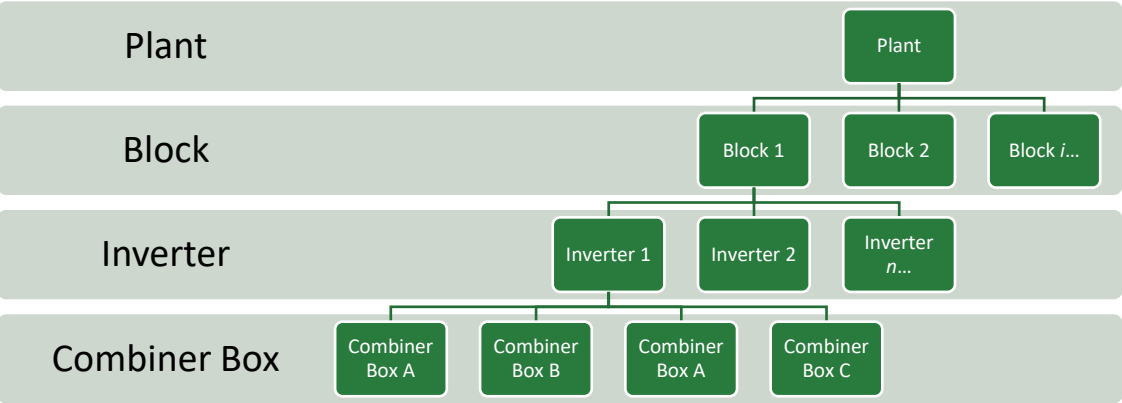 Plant
Plant
Block
Block 1
Block 2
Block i...
Inverter
Inverter 1
Inverter 2
Inverter
n...
Combiner Box
Combiner
Box A
Combiner
Box B
Combiner
Box A
Combiner
Box C